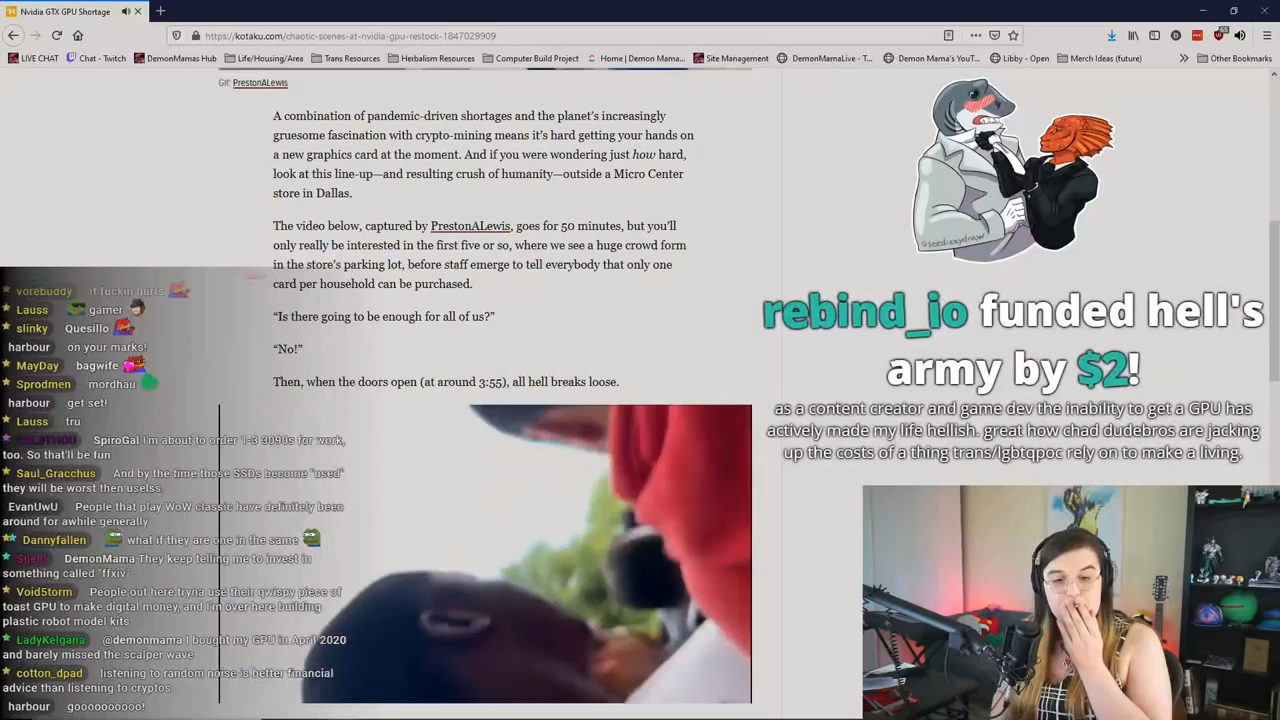 Nvidia GTX GPU Shortage
https://kotaku.com/chaotic-scenes-at-nvidia-gpu-restock-1847029909
LIVE CHAT
Chat - Twitch
DemonMamas Hub
Life/Housing/Area
Trans Resources
Herbalism Resources
Computer Build Project
Home | Demon Mama...
Site Management
DemonMamaLive - T...
Demon Mama's YouT...
Libby - Open
Merch Ideas (future)
Other Bookmarks
Gif: PrestonALewis
A combination of pandemic-driven shortages and the planet's increasingly
gruesome fascination with crypto-mining means it's hard getting your hands on
a new graphics card at the moment. And if you were wondering just how hard,
look at this line-up—and resulting crush of humanity—outside a Micro Center
store in Dallas.
The video below, captured by PrestonALewis, goes for 50 minutes, but you'll
only really be interested in the first five or so, where we see a huge crowd form
in the store's parking lot, before staff emerge to tell everybody that only one
card per household can be purchased.
“Is there going to be enough for all of us?”
“No!”
Then, when the doors open (at around 3:55), all hell breaks loose.
vorebuddy it fuckin hurts
Lauss gamer
slinky Quesillo
harbour on your marks!
MayDay bagwife
Sprodmen mordhau
harbour get set!
Lauss tru
SpiroGal I'm about to order 1-3 3090s for work,
too. So that'll be fun
Saul_Gracchus And by the time those SSDs become "used"
they will be worst then uselss.
EvanUwU People that play WoW classic have definitely been
around for awhile generally
Dannyfallen what if they are one in the same
DemonMama They keep telling me to invest in
something called "ffxiv"
Void5torm People out here tryna use their qwispy piece of
toast GPU to make digital money, and I'm over here building
plastic robot model kits
LadyKelgana @demonmama I bought my GPU in April 2020
and barely missed the scalper wave
cotton_dpad listening to random noise is better financial
advice than listening to cryptos
harbour goooooooooo!
rebind_io funded hell's
army by $2!
as a content creator and game dev the inability to get a GPU has
actively made my life hellish. great how chad dudebros are jacking
up the costs of a thing trans/lgbtqpoc rely on to make a living.